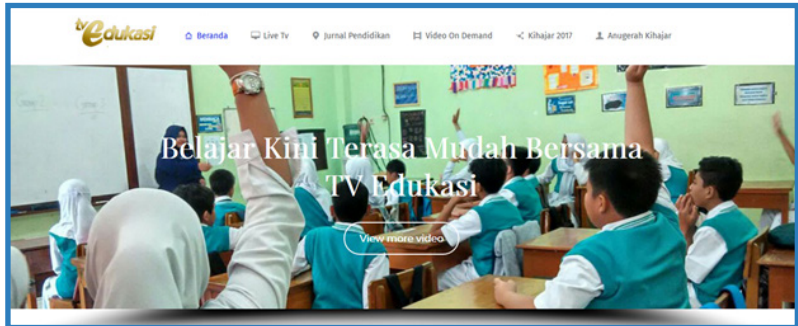 tv Edukasi
Beranda
Live Tv
Jurnal Pendidikan
Video On Demand
Kihajar 2017
Anugerah Kihajar
Belajar Kini Terasa Mudah Bersama
TV Edukasi
View more video